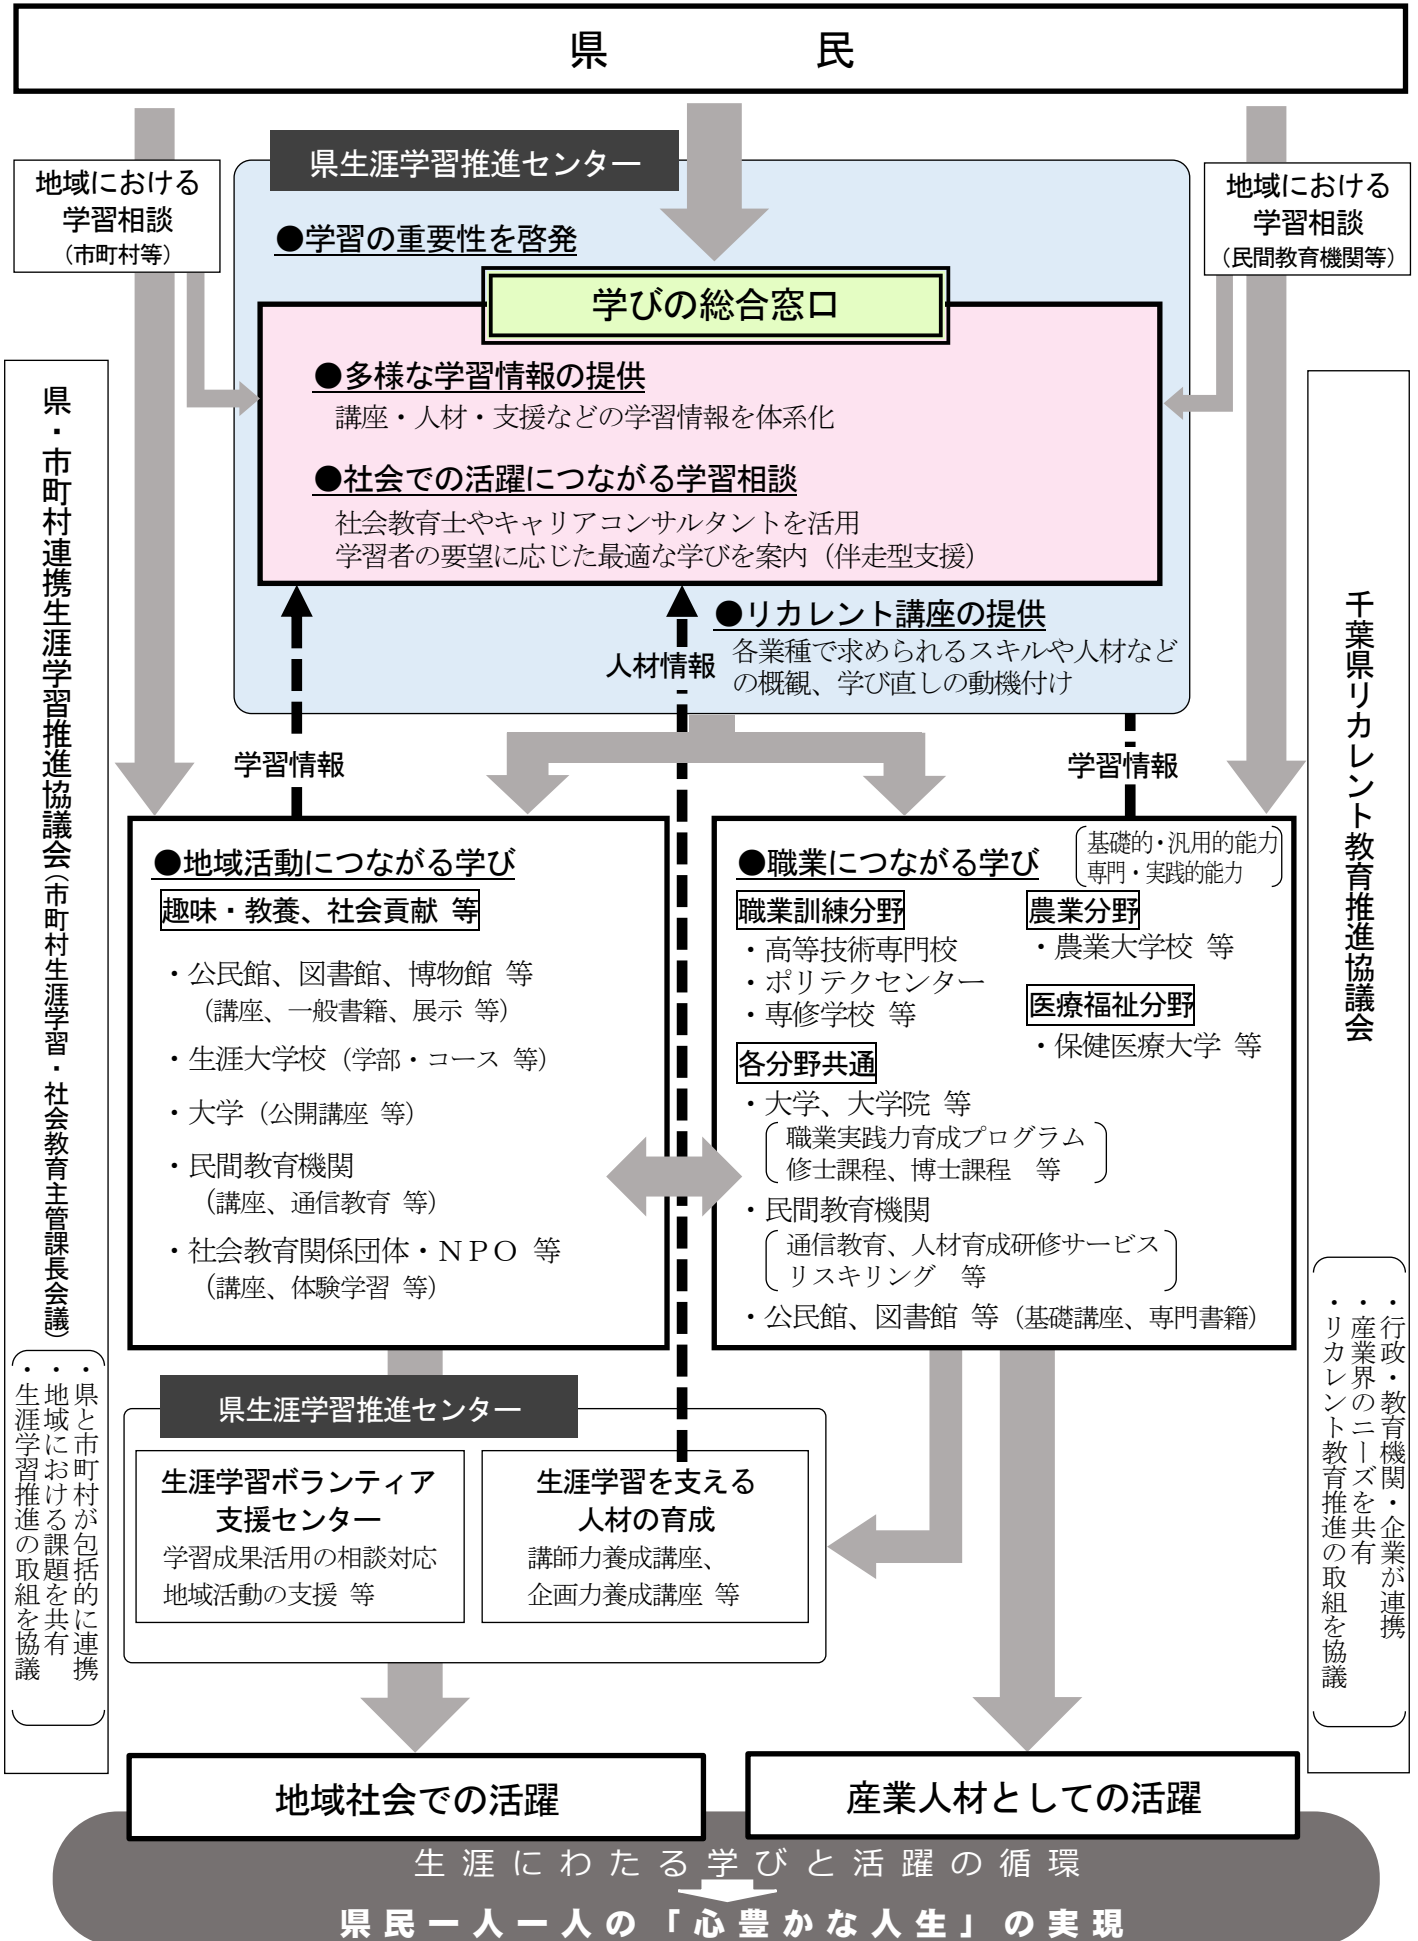 県　民
県生涯学習推進センター
地域における
学習相談
（市町村等）
地域における
学習相談
（民間教育機関等）
●学習の重要性を啓発
学びの総合窓口
●多様な学習情報の提供
講座・人材・支援などの学習情報を体系化
●社会での活躍につながる学習相談
社会教育士やキャリアコンサルタントを活用
学習者の要望に応じた最適な学びを案内（伴走型支援）
●リカレント講座の提供
各業種で求められるスキルや人材など
の概観、学び直しの動機付け
人材情報
学習情報
学習情報
県・市町村連携生涯学習推進協議会（市町村生涯学習・社会教育主管課長会議）
・県と市町村が包括的に連携
・地域における課題を共有
・生涯学習推進の取組を協議
千葉県リカレント教育推進協議会
・行政・教育機関・企業が連携
・産業界のニーズを共有
・リカレント教育推進の取組を協議
●地域活動につながる学び
趣味・教養、社会貢献 等
・公民館、図書館、博物館 等
（講座、一般書籍、展示 等）
・生涯大学校（学部・コース 等）
・大学（公開講座 等）
・民間教育機関
（講座、通信教育 等）
・社会教育関係団体・ＮＰＯ 等
（講座、体験学習 等）
●職業につながる学び
基礎的・汎用的能力
専門・実践的能力
職業訓練分野
・高等技術専門校
・ポリテクセンター
・専修学校 等
農業分野
・農業大学校 等
医療福祉分野
・保健医療大学 等
各分野共通
・大学、大学院 等
職業実践力育成プログラム
修士課程、博士課程　等
・民間教育機関
通信教育、人材育成研修サービス
リスキリング　等
・公民館、図書館 等（基礎講座、専門書籍）
県生涯学習推進センター
生涯学習ボランティア
支援センター
学習成果活用の相談対応
地域活動の支援 等
生涯学習を支える
人材の育成
講師力養成講座、
企画力養成講座 等
地域社会での活躍
産業人材としての活躍
生涯にわたる学びと活躍の循環
県民一人一人の「心豊かな人生」の実現